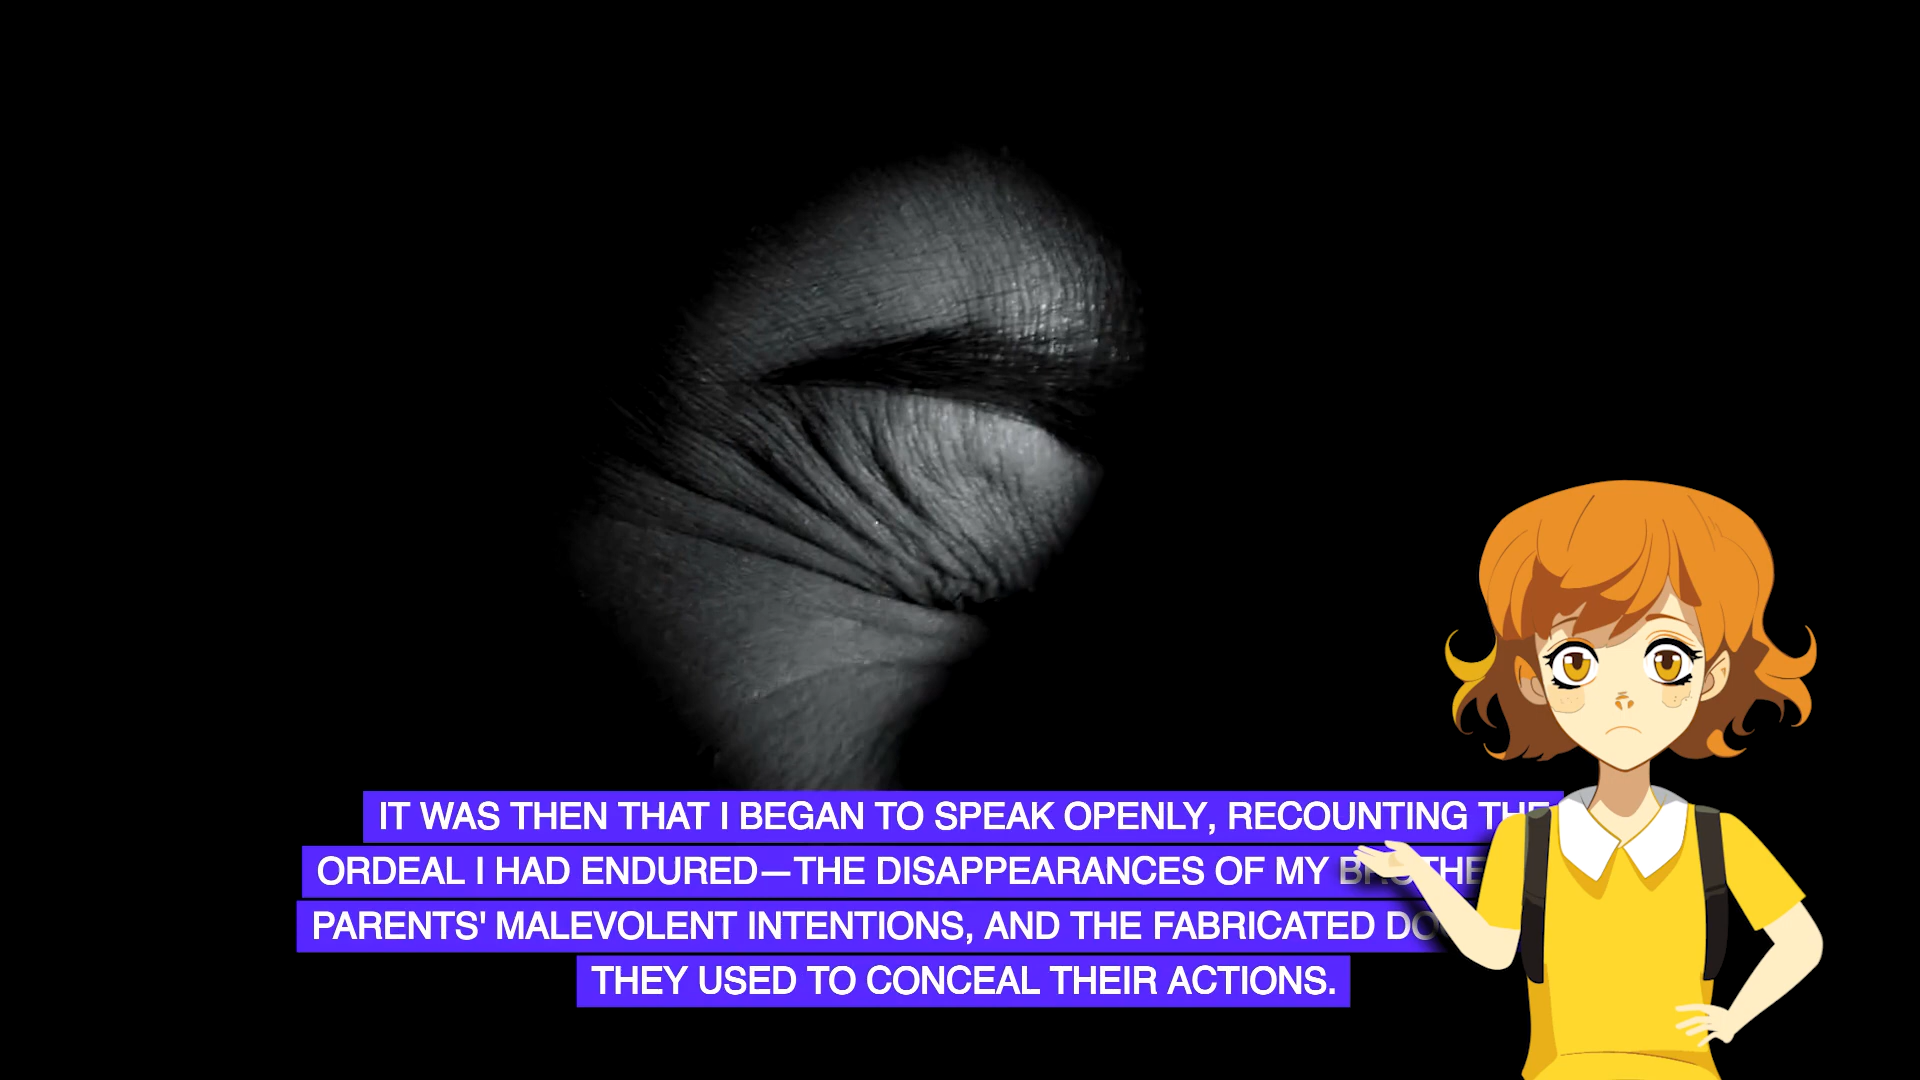 IT WAS THEN THAT I BEGAN TO SPEAK OPENLY, RECOUNTING THE
ORDEAL I HAD ENDURED—THE DISAPPEARANCES OF MY
PARENTS' MALEVOLENT INTENTIONS, AND THE FABRICATED
THEY USED TO CONCEAL THEIR ACTIONS.